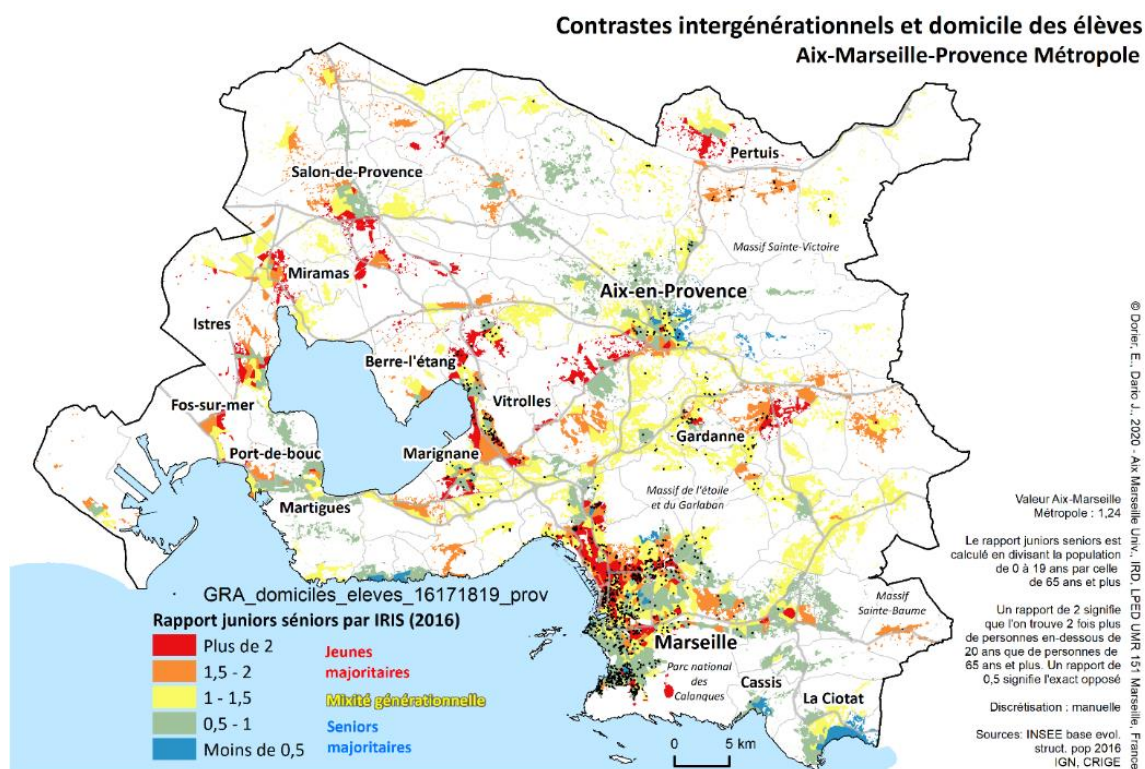 Contrastes intergénérationnels et domicile des élèves
Aix-Marseille-Provence Métropole
Pertuis
Salon-de-Provence
Massif Sainte-Victoire
Miramas
Aix-en-Provence
Istres
Berre-l'étang
Vitrolles
Fos-sur-mer
Gardanne
Port-de-bouc
Marignane
Massif de l'étoile
et du Garlaban
Martigues
Valeur Aix-Marseille
Métropole : 1,24
Le rapport juniors seniors est
calculé en divisant la population
de 0 à 19 ans par celle
de 65 ans et plus
Un rapport de 2 signifie
que l'on trouve 2 fois plus
de personnes en-dessous de
20 ans que de personnes de
65 ans et plus. Un rapport de
0,5 signifie l'exact opposé
Discrétisation : manuelle
Sources: INSEE base evol.
struct. pop 2016
IGN, CRIGE
© Dorier, E., Dario J., 2020 - Aix Marseille Univ., IRD, LPED UMR 151 Marseille, France
Massif
Sainte-Baume
Marseille
Parc national
des
Calanques
Cassis
La Ciotat
GRA_domiciles_eleves_16171819_prov
Rapport juniors séniors par IRIS (2016)
Plus de 2
1,5 - 2
1 - 1,5
0,5 - 1
Moins de 0,5
Jeunes
majoritaires
Mixité générationnelle
Seniors
majoritaires
0 5 km